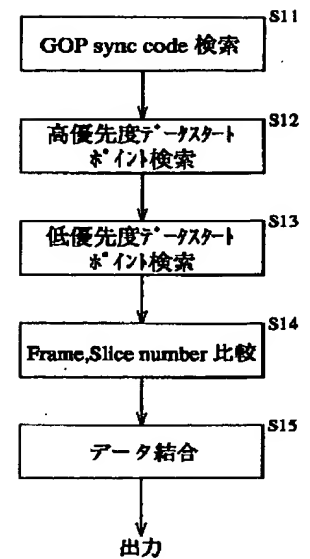 S11
GOP sync code 検索
S12
高優先度ﾃﾞｰﾀｽﾀｰﾄ
ﾎﾟｲﾝﾄ検索
S13
低優先度ﾃﾞｰﾀｽﾀｰﾄ
ﾎﾟｲﾝﾄ検索
S14
Frame,Slice number 比較
S15
データ結合
出力